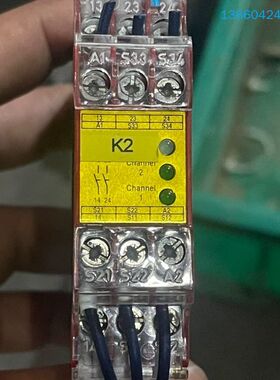 13860424
13 23 24
A1 S33 S34
13 23 24
A1 S33 S34
K2
Channel
2
Channel
1
14 24
S21 S22 A2
14 S11 S12
S21 S22 A2